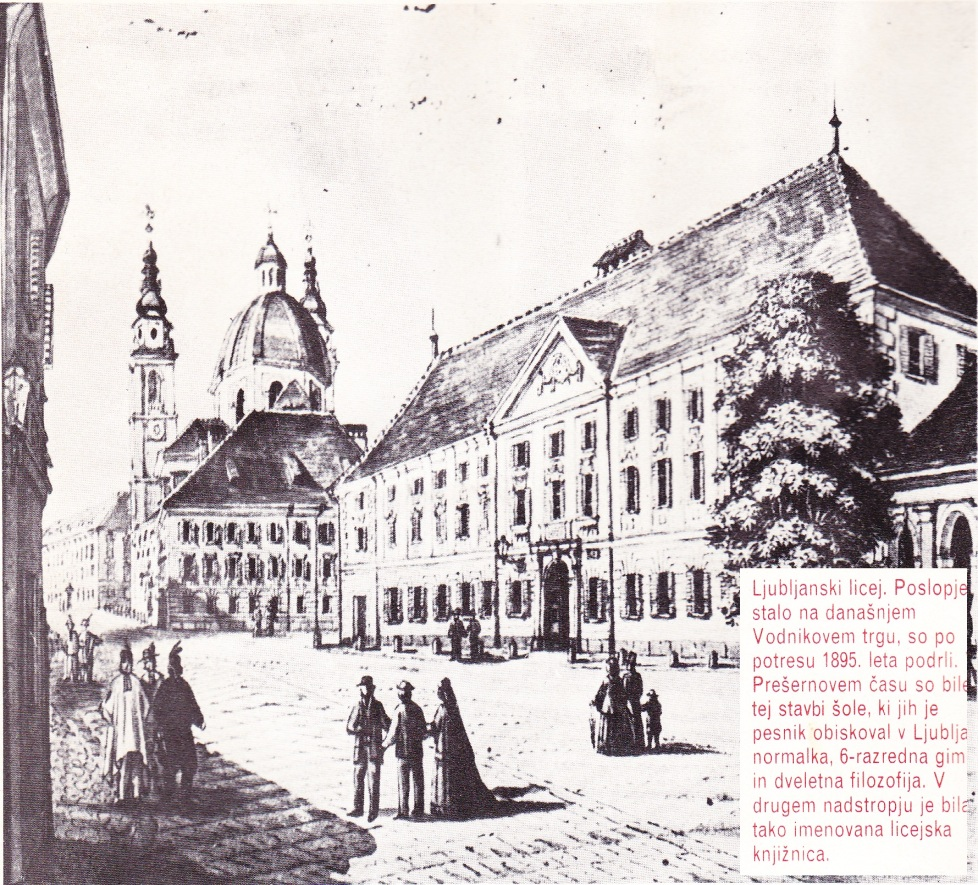 Ljubljanski licej. Poslopje
stalo na današnjem
Vodnikovem trgu, so po
potresu 1895. leta podrli.
Prešernovem času so bile
tej stavbi šole, ki jih je
pesnik obiskoval v Ljublja
normalka, 6-razredna gim
in dveletna filozofija. V
drugem nadstropju je bila
tako imenovana licejska
knjižnica.